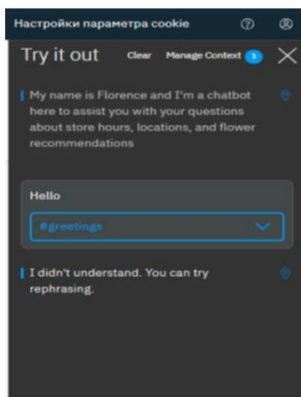 Настройки параметра cookie
Try it out Clear Manage Context 1
My name is Florence and I'm a chatbot
here to assist you with your questions
about store hours, locations, and flower
recommendations
Hello
#greetings
I didn't understand. You can try
rephrasing.